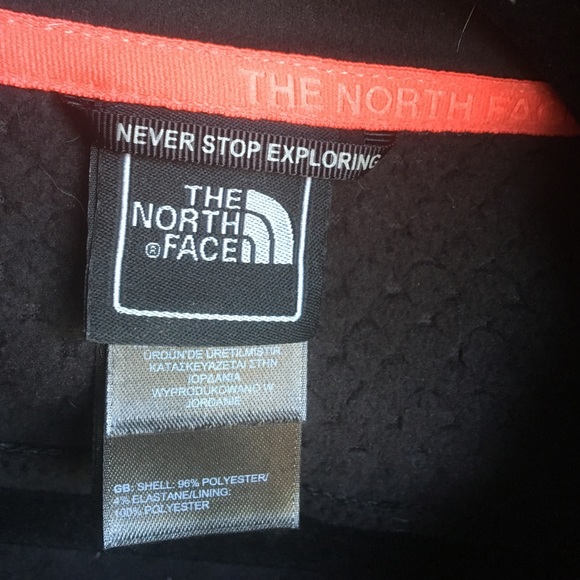 THE NORTH FACE
NEVER STOP EXPLORING
THE
NORTH
®FACE
ÜRDÜN'DE ÜRETİLMİŞTİR
ΚΑΤΑΣΚΕΥΑΖΕΤΑΙ ΣΤΗΝ
ΙΟΡΔΑΝΙΑ
WYPRODUKOWANO W
JORDANIE
GB: SHELL: 96% POLYESTER/
4% ELASTANE/LINING:
100% POLYESTER